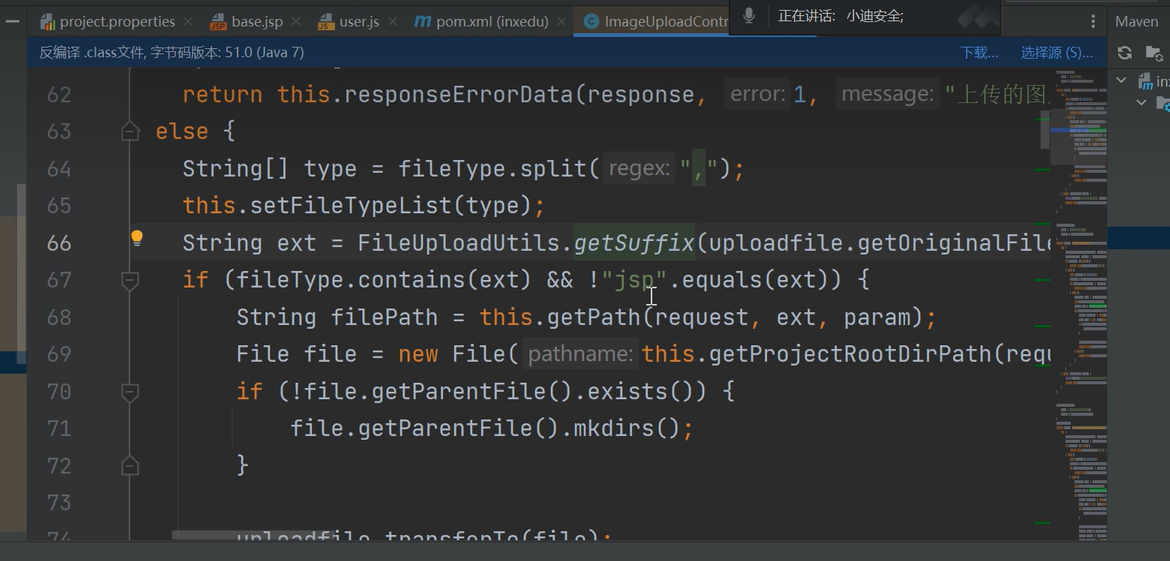 project.properties
base.jsp
user.js
pom.xml (inxedu)
ImageUploadContr
正在讲话: 小迪安全;
Maven
反编译 .class文件, 字节码版本: 51.0 (Java 7)
下载...
选择源 (S)...
62 return this.responseErrorData(response, error: 1, message: "上传的图
63 else {
64 String[] type = fileType.split( regex: ",");
65 this.setFileTypeList(type);
66 String ext = FileUploadUtils.getSuffix(uploadfile.getOriginalFile
67 if (fileType.contains(ext) && !"jsp".equals(ext)) {
68 String filePath = this.getPath(request, ext, param);
69 File file = new File( pathname: this.getProjectRootDirPath(requ
70 if (!file.getParentFile().exists()) {
71 file.getParentFile().mkdirs();
72 }
73
74 uploadfile.transferTo(file);